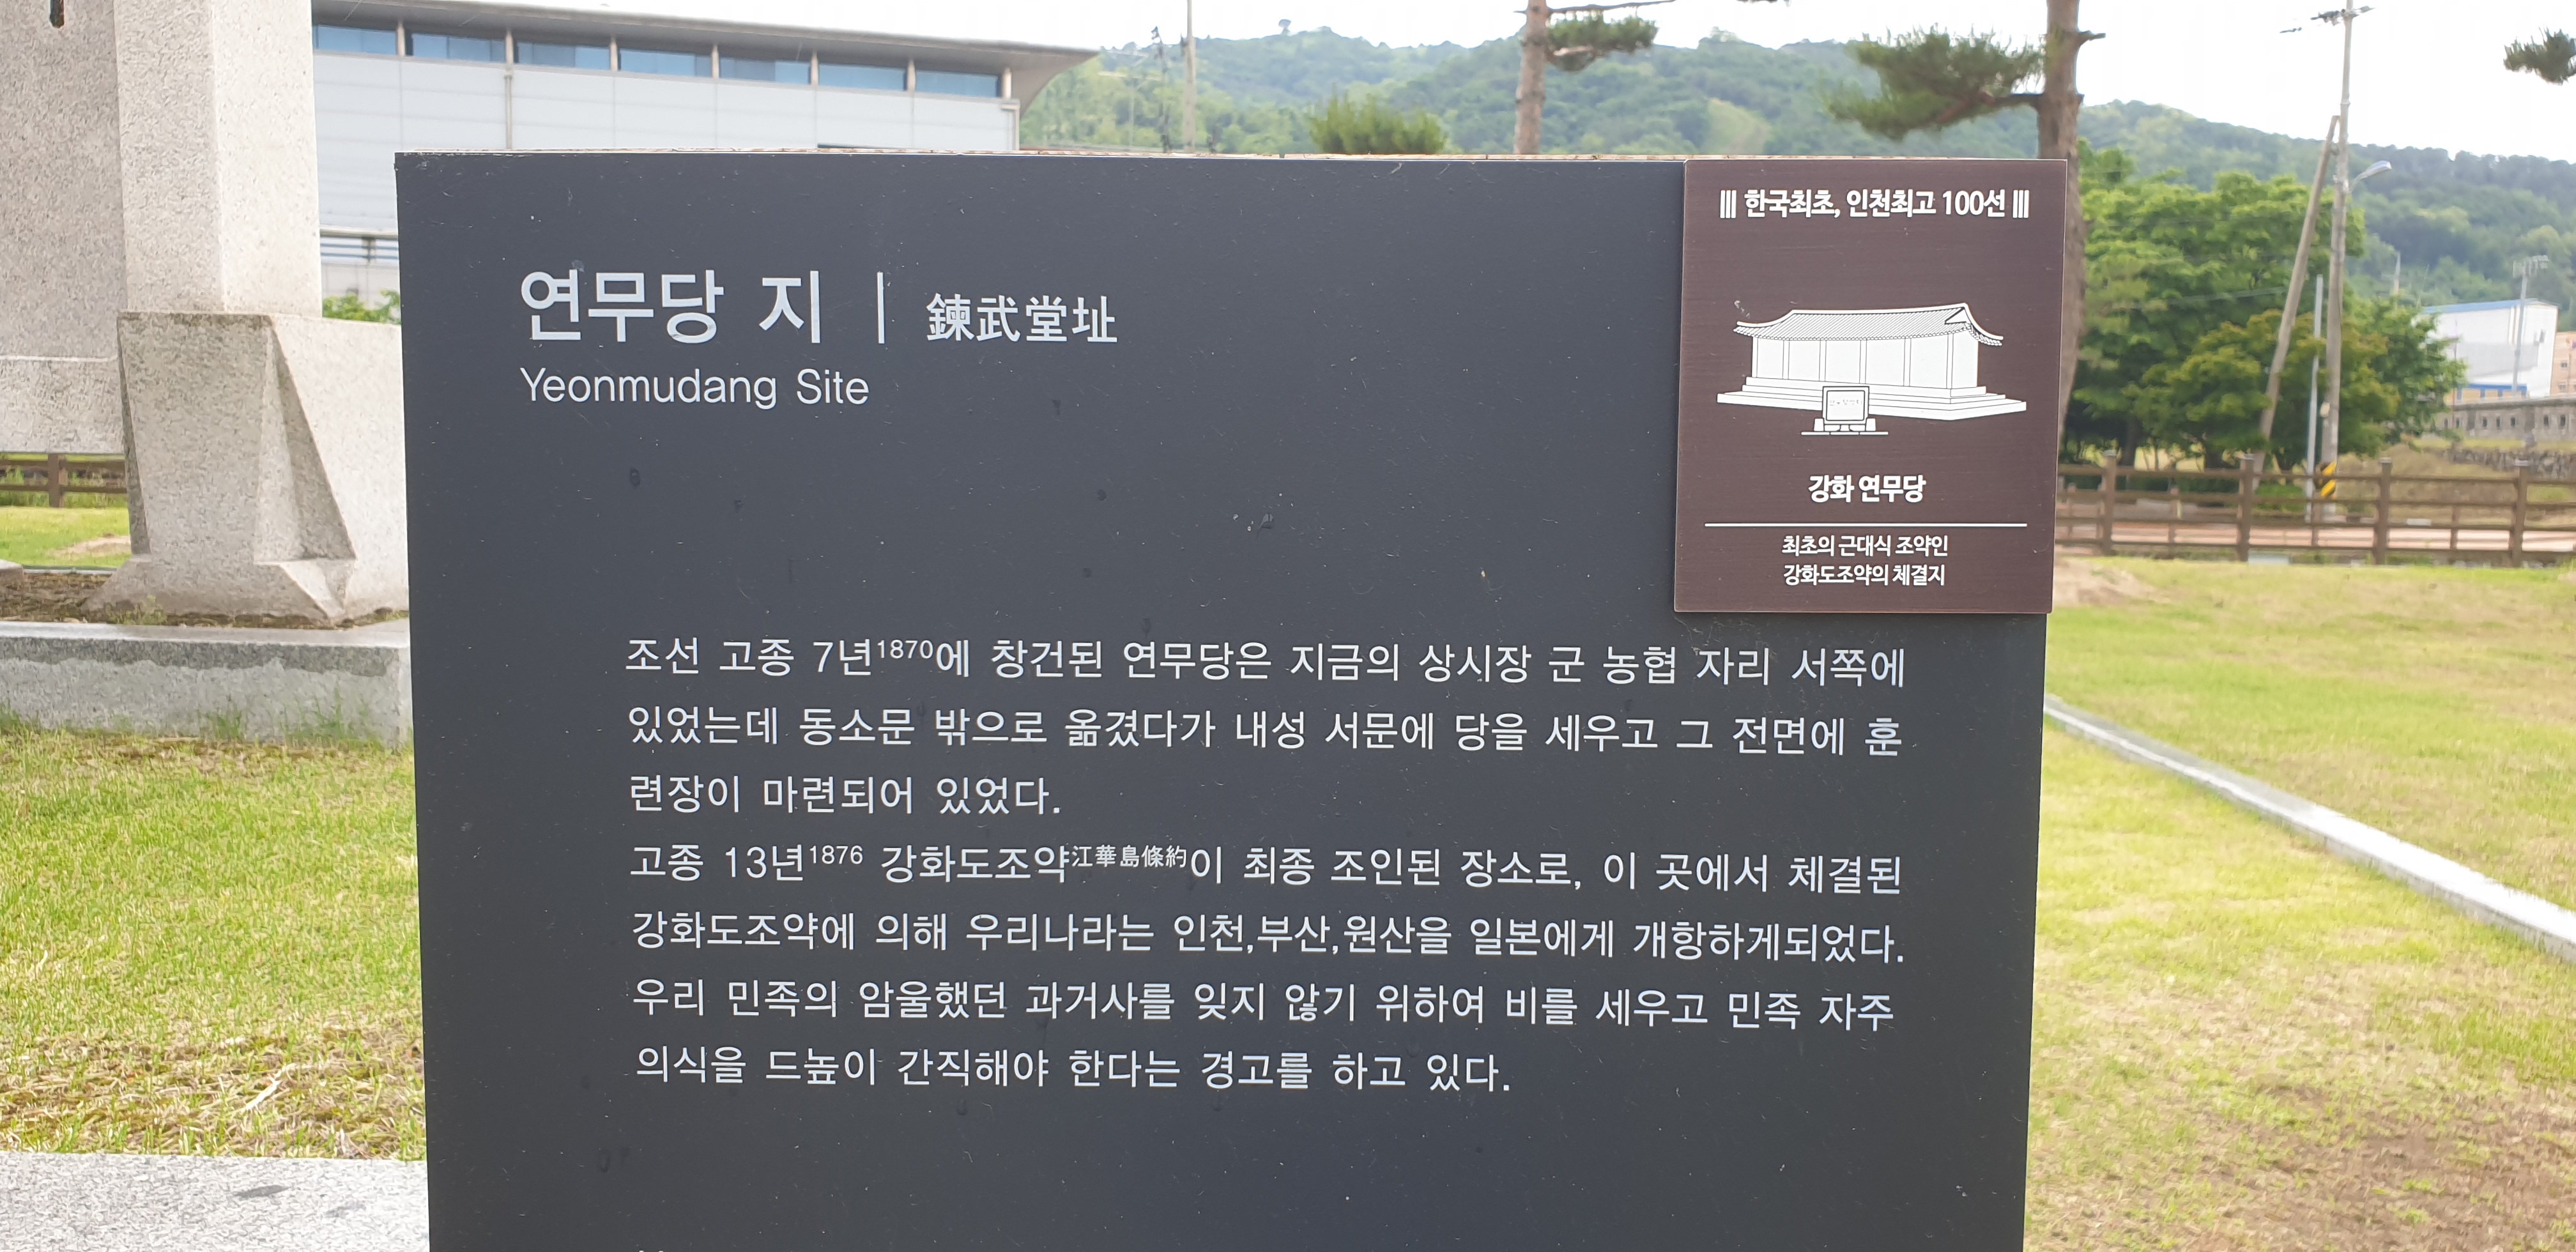 연무당 지 | 鍊武堂址
Yeonmudang Site
한국최초, 인천최고 100선
강화 연무당
최초의 근대식 조약인
강화도조약의 체결지
조선 고종 7년1870에 창건된 연무당은 지금의 상시장 군 농협 자리 서쪽에
있었는데 동소문 밖으로 옮겼다가 내성 서문에 당을 세우고 그 전면에 훈
련장이 마련되어 있었다.
고종 13년1876 강화도조약江華島條約이 최종 조인된 장소로, 이 곳에서 체결된
강화도조약에 의해 우리나라는 인천,부산,원산을 일본에게 개항하게되었다.
우리 민족의 암울했던 과거사를 잊지 않기 위하여 비를 세우고 민족 자주
의식을 드높이 간직해야 한다는 경고를 하고 있다.